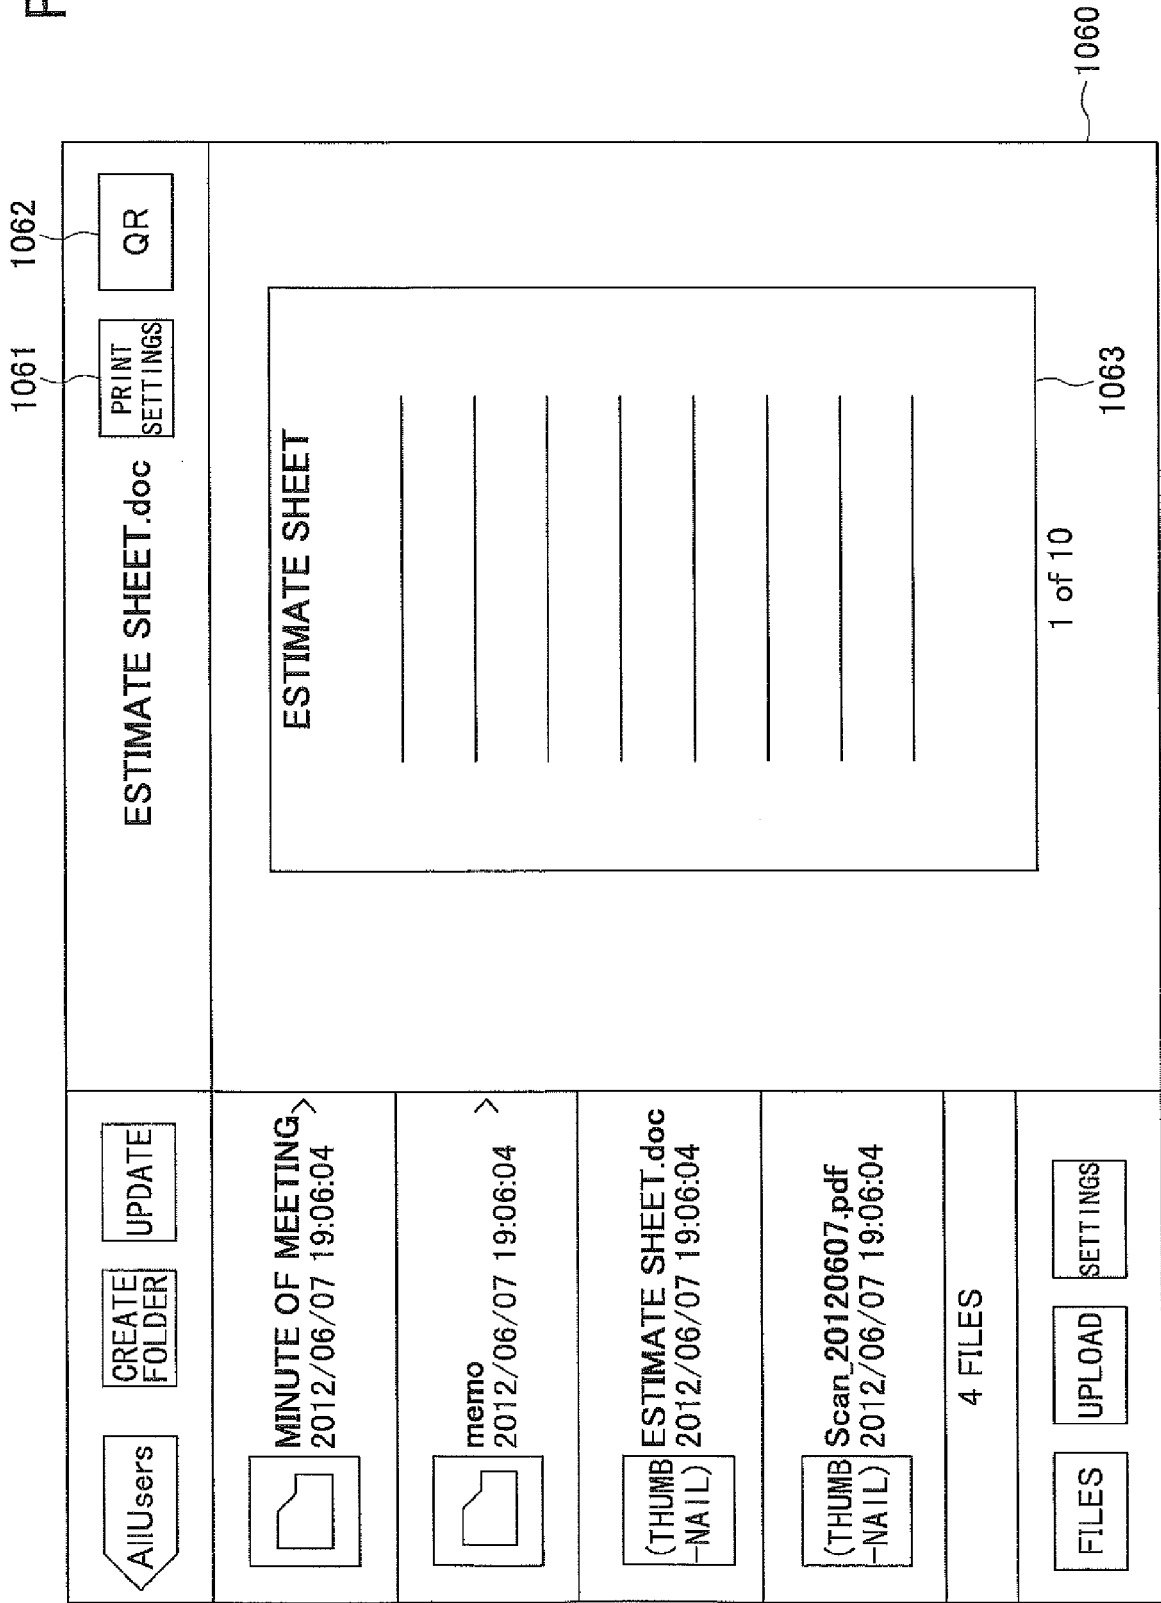 1061
1062
AllUsers
CREATE
FOLDER
UPDATE
ESTIMATE SHEET.doc
PRINT
SETTINGS
QR
MINUTE OF MEETING >
2012/06/07 19:06:04
memo >
2012/06/07 19:06:04
(THUMB
-NAIL)
ESTIMATE SHEET.doc
2012/06/07 19:06:04
(THUMB
-NAIL)
Scan_20120607.pdf
2012/06/07 19:06:04
4 FILES
FILES
UPLOAD
SETTINGS
ESTIMATE SHEET
1 of 10
1063
1060